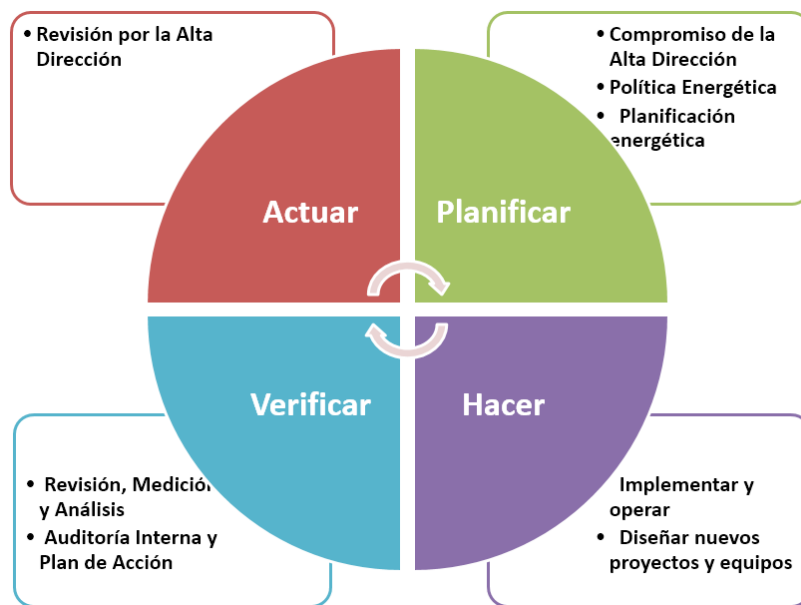 • Revisión por la Alta
Dirección
• Compromiso de la
Alta Dirección
• Política Energética
• Planificación
energética
Actuar
Planificar
Verificar
Hacer
• Revisión, Medición
y Análisis
• Auditoría Interna y
Plan de Acción
Implementar y
operar
• Diseñar nuevos
proyectos y equipos